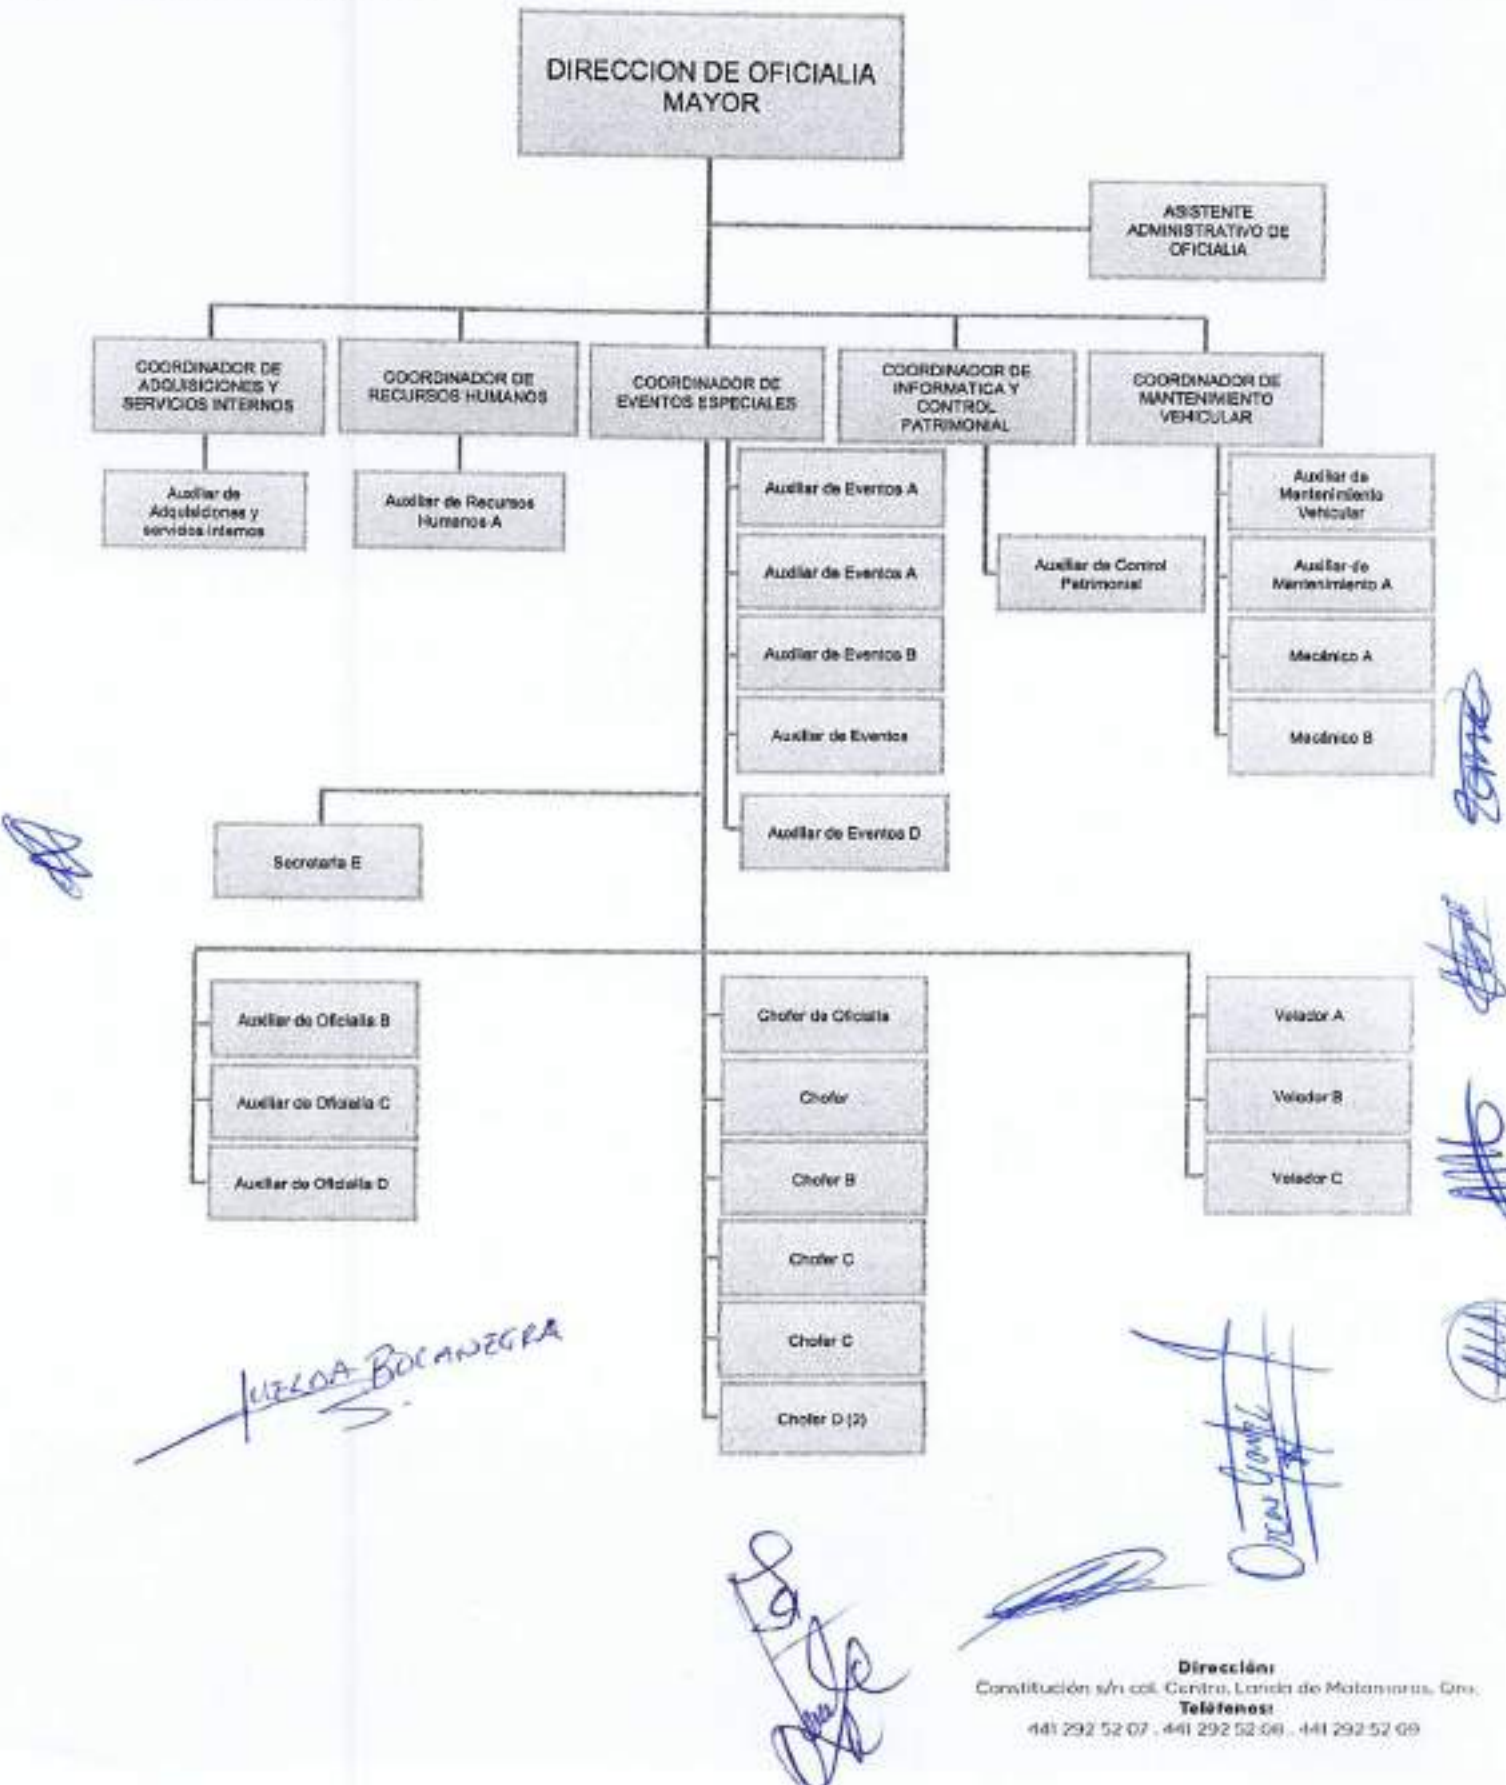 DIRECCION DE OFICIALIA
MAYOR
ASISTENTE
ADMINISTRATIVO DE
OFICIALIA
COORDINADOR DE
ADQUISICIONES Y
SERVICIOS INTERNOS
COORDINADOR DE
RECURSOS HUMANOS
COORDINADOR DE
EVENTOS ESPECIALES
COORDINADOR DE
INFORMATICA Y
CONTROL
PATRIMONIAL
COORDINADOR DE
MANTENIMIENTO
VEHICULAR
Auxiliar de
Adquisiciones y
servicios internos
Auxiliar de Recursos
Humanos A
Auxiliar de Eventos A
Auxiliar de Eventos A
Auxiliar de Eventos B
Auxiliar de Eventos
Auxiliar de Eventos D
Auxiliar de Control
Patrimonial
Auxiliar de
Mantenimiento
Vehicular
Auxiliar de
Mantenimiento A
Mecánico A
Mecánico B
Secretaria E
Auxiliar de Oficialia B
Auxiliar de Oficialia C
Auxiliar de Oficialia D
Chofer de Oficialia
Chofer
Chofer B
Chofer C
Chofer C
Chofer D (2)
Velador A
Velador B
Velador C
BOCANEGRA
Dirección:
Constitución s/n col. Centro, Landa de Matamoros, Qro.
Teléfonos:
441 292 52 07 . 441 292 52 08 . 441 292 52 09